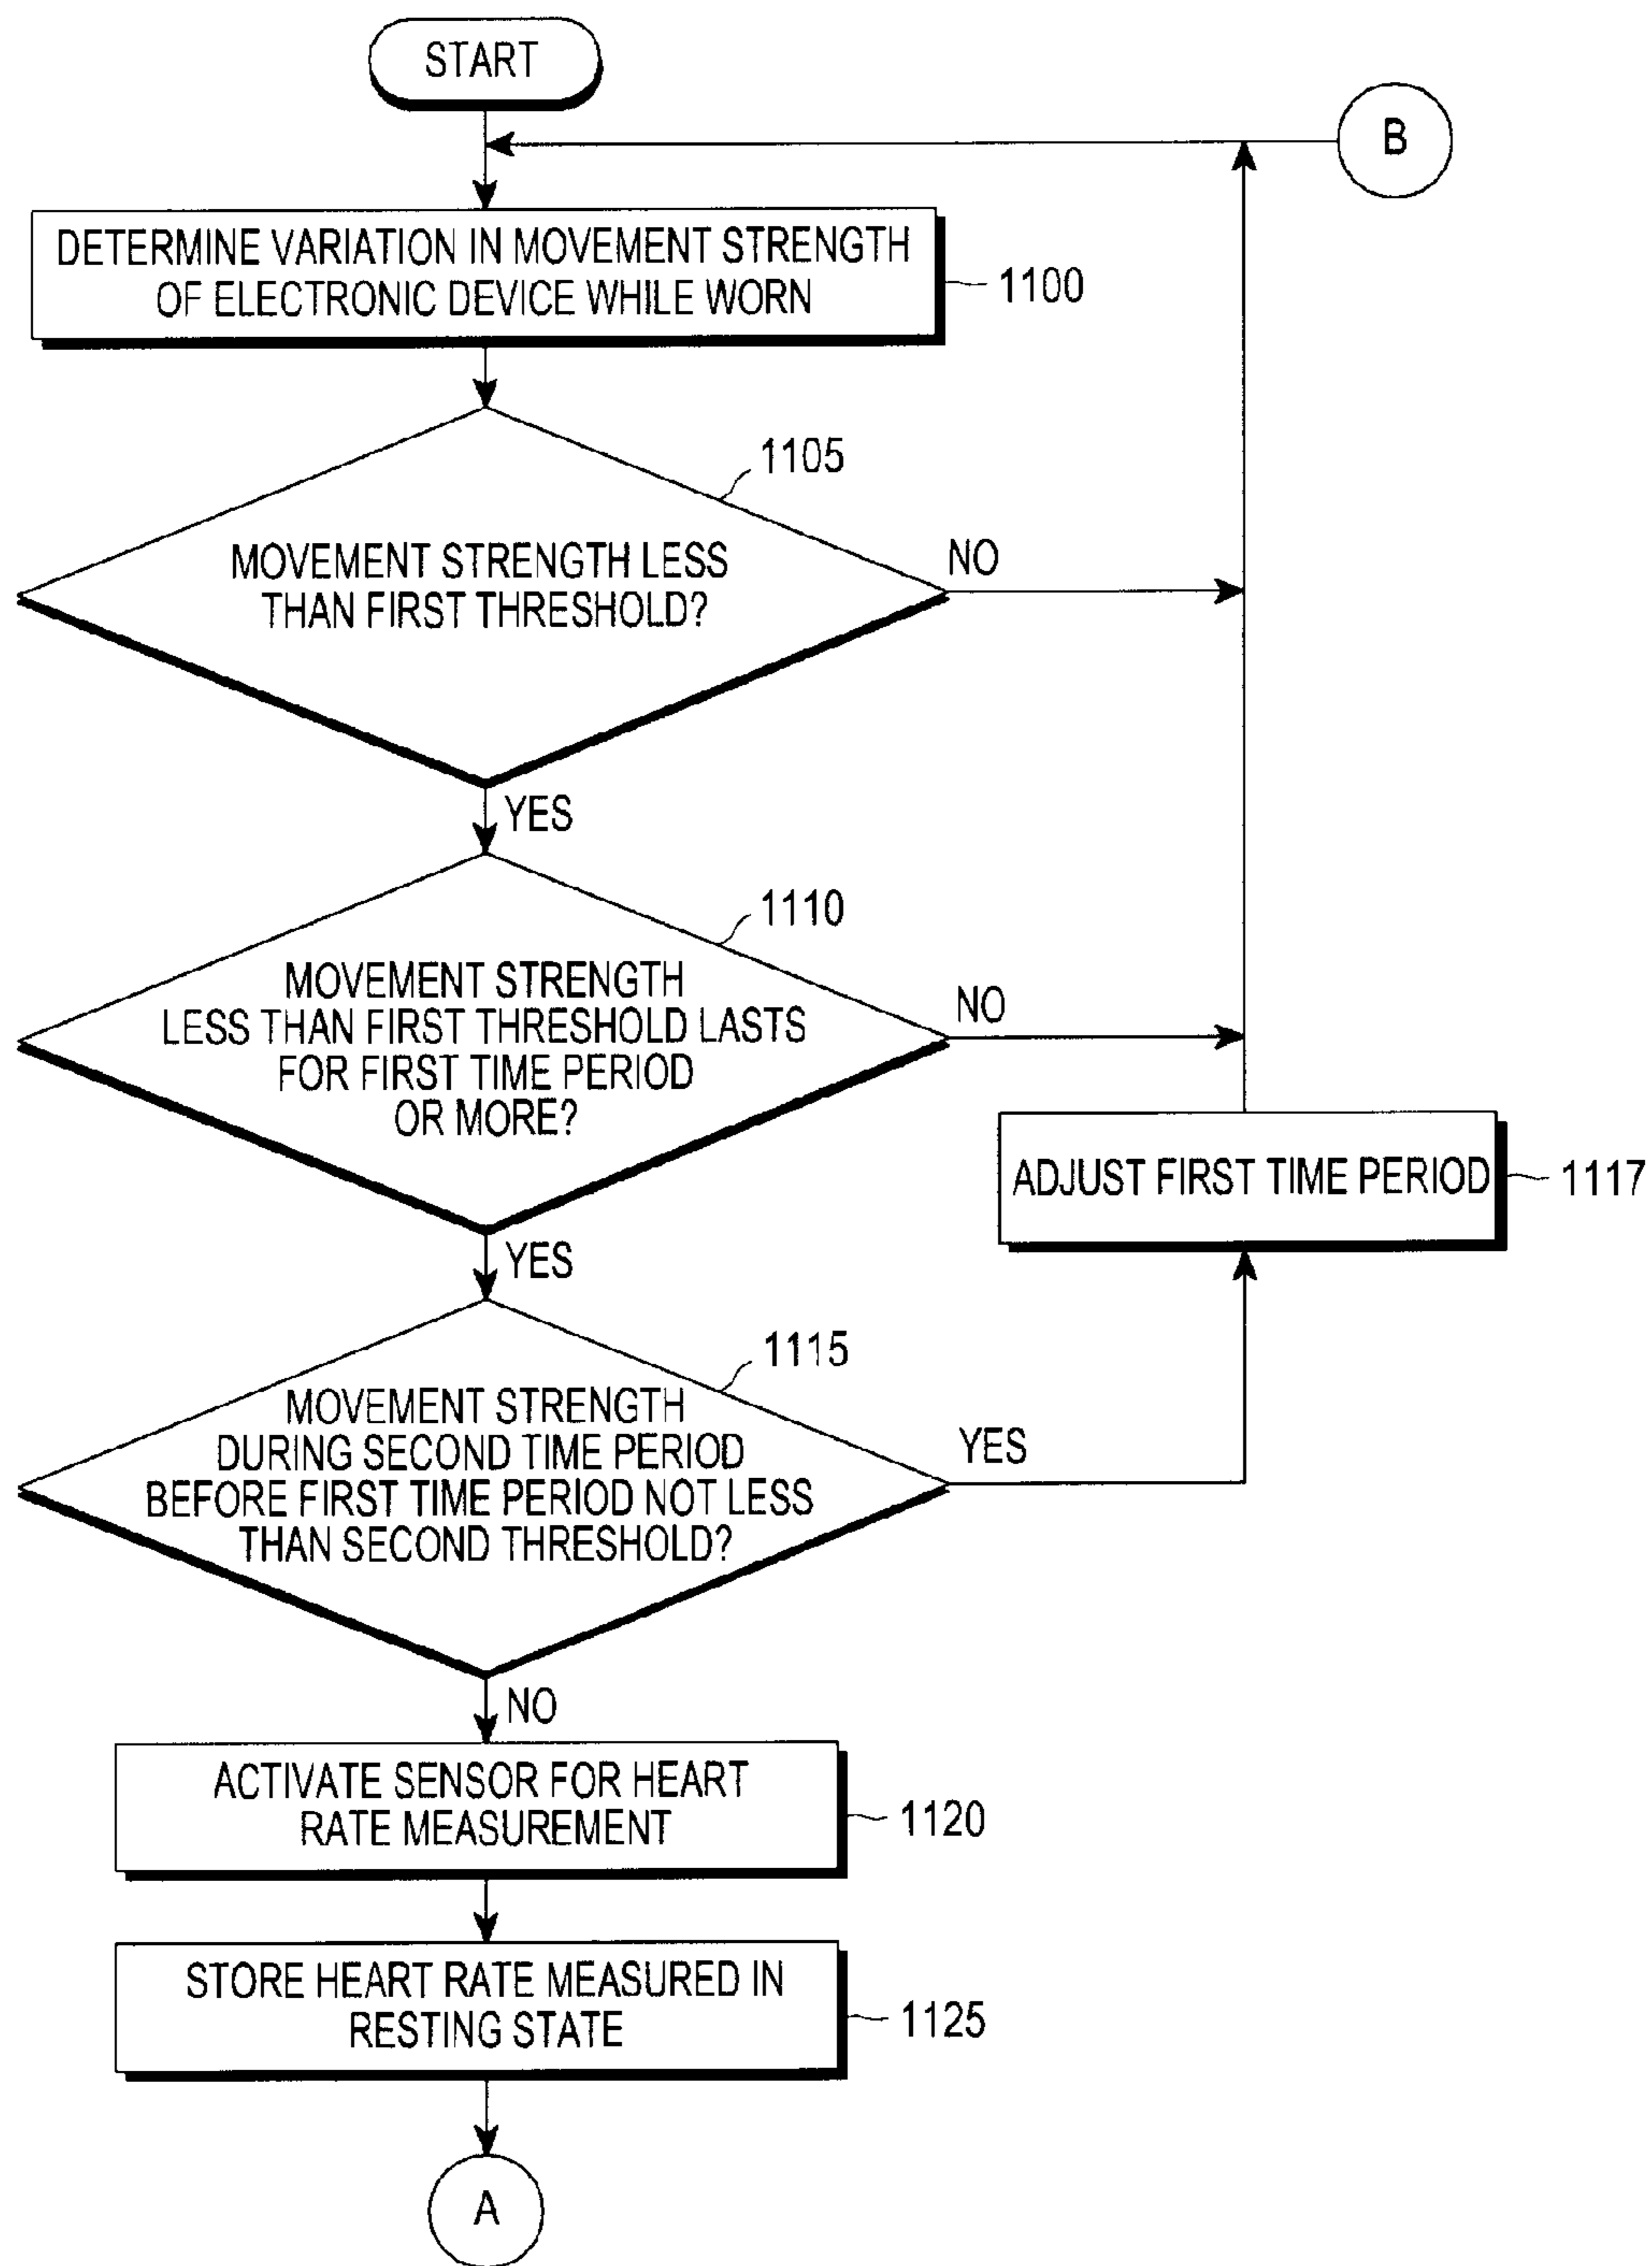 START
B
DETERMINE VARIATION IN MOVEMENT STRENGTH
OF ELECTRONIC DEVICE WHILE WORN
1100
1105
MOVEMENT STRENGTH LESS
THAN FIRST THRESHOLD?
NO
YES
1110
MOVEMENT STRENGTH
LESS THAN FIRST THRESHOLD LASTS
FOR FIRST TIME PERIOD
OR MORE?
NO
ADJUST FIRST TIME PERIOD
1117
YES
1115
MOVEMENT STRENGTH
DURING SECOND TIME PERIOD
BEFORE FIRST TIME PERIOD NOT LESS
THAN SECOND THRESHOLD?
YES
NO
ACTIVATE SENSOR FOR HEART
RATE MEASUREMENT
1120
STORE HEART RATE MEASURED IN
RESTING STATE
1125
A